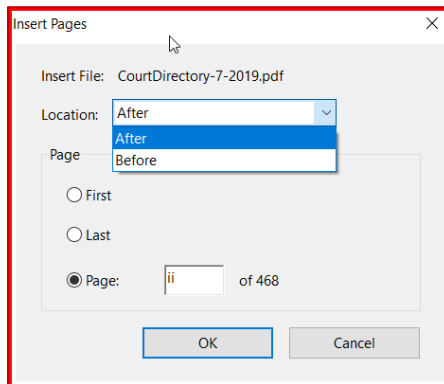 Insert Pages
Insert File: CourtDirectory-7-2019.pdf
Location: After
After
Before
Page
First
Last
Page: ii of 468
OK Cancel